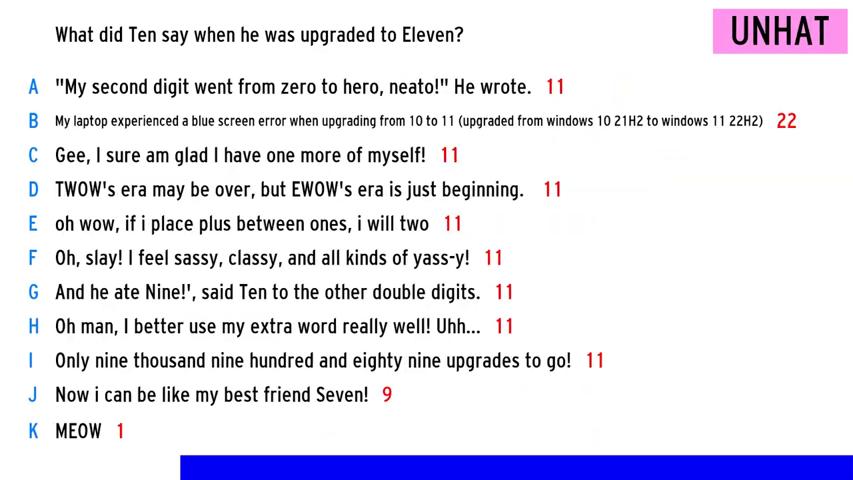 What did Ten say when he was upgraded to Eleven?
UNHAT
A "My second digit went from zero to hero, neato!" He wrote. 11
B My laptop experienced a blue screen error when upgrading from 10 to 11 (upgraded from windows 10 21H2 to windows 11 22H2) 22
C Gee, I sure am glad I have one more of myself! 11
D TWOW's era may be over, but EWOW's era is just beginning. 11
E oh wow, if i place plus between ones, i will two 11
F Oh, slay! I feel sassy, classy, and all kinds of yass-y! 11
G And he ate Nine!', said Ten to the other double digits. 11
H Oh man, I better use my extra word really well! Uhh... 11
I Only nine thousand nine hundred and eighty nine upgrades to go! 11
J Now i can be like my best friend Seven! 9
K MEOW 1